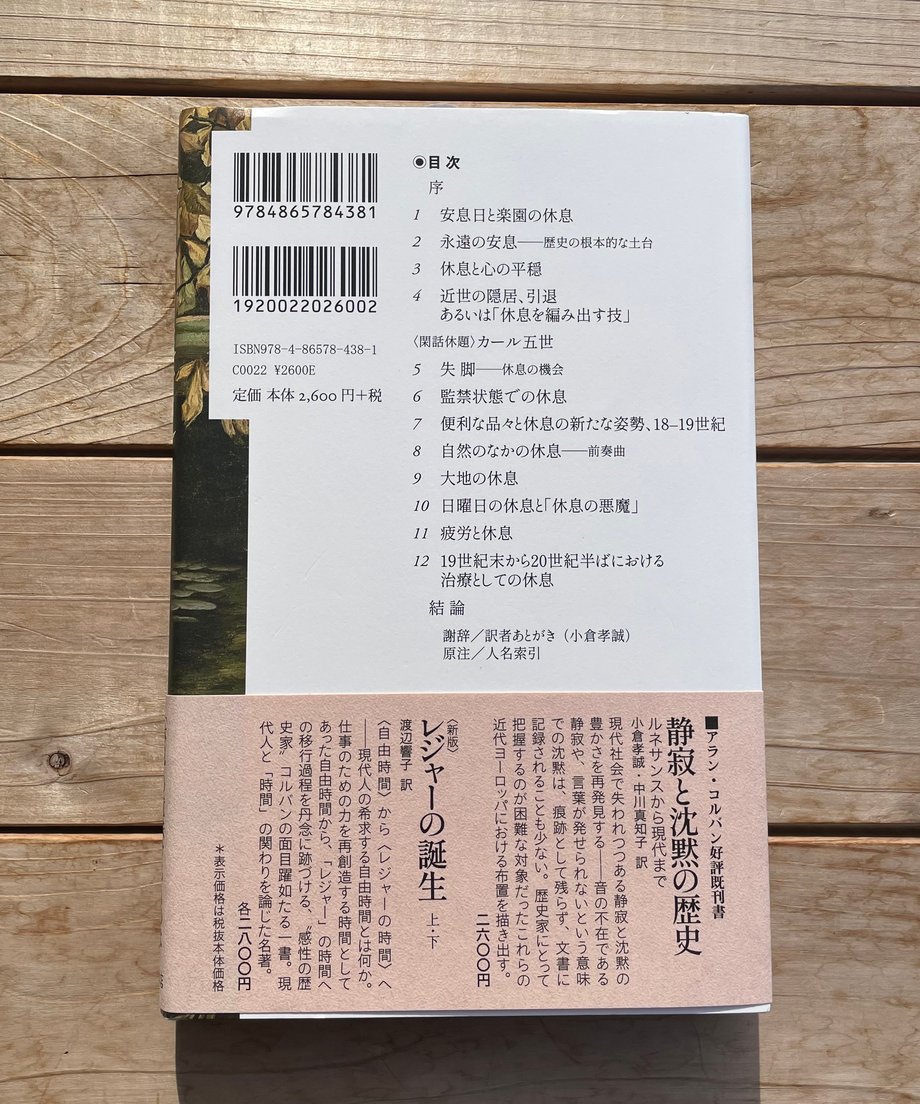 9784865784381
1920022026002
ISBN978-4-86578-438-1
C0022 ¥2600E
定価 本体 2,600 円+税
◉目次
序
1 安息日と楽園の休息
2 永遠の安息――歴史の根本的な土台
3 休息と心の平穏
4 近世の隠居、引退
あるいは「休息を編み出す技」
〈閑話休題〉カール五世
5 失脚――休息の機会
6 監禁状態での休息
7 便利な品々と休息の新たな姿勢、18–19世紀
8 自然のなかの休息――前奏曲
9 大地の休息
10 日曜日の休息と「休息の悪魔」
11 疲労と休息
12 19世紀末から20世紀半ばにおける
治療としての休息
結論
謝辞／訳者あとがき（小倉孝誠）
原注／人名索引
■アラン・コルバン好評既刊書
静寂と沈黙の歴史
ルネサンスから現代まで
小倉孝誠・中川真知子 訳
現代社会で失われつつある静寂と沈黙の
豊かさを再発見する――音の不在である
静寂や、言葉が発せられないという意味
での沈黙は、痕跡として残らず、文書に
記録されることも少ない。歴史家にとって
把握するのが困難な対象だったこれらの
近代ヨーロッパにおける布置を描き出す。
二六〇〇円
〈新版〉
レジャーの誕生 上・下
渡辺響子 訳
〈自由時間〉から〈レジャーの時間〉へ
――現代人の希求する自由時間とは何か。
仕事のための力を再創造する時間として
あった自由時間から、「レジャー」の時間へ
の移行過程を丹念に跡づける、“感性の歴
史家”コルバンの面目躍如たる一書。現
代人と「時間」の関わりを論じた名著。
各二八〇〇円
＊表示価格は税抜本体価格